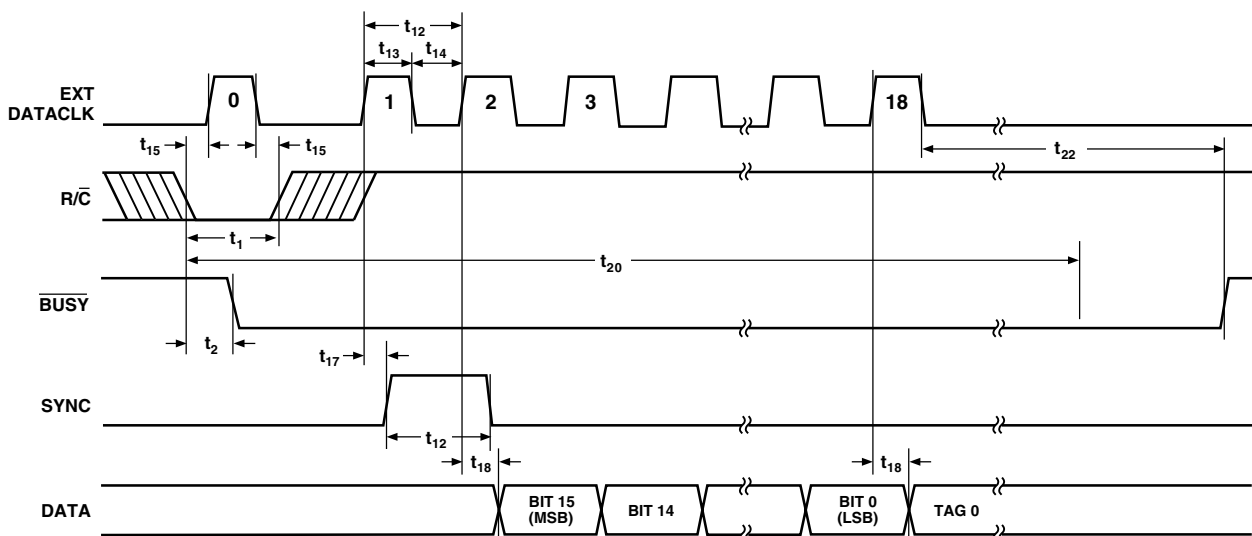 t12
t13 t14
EXT
DATACLK
0 1 2 3 18
t15 t15 t22
R/C̅
t1
t20
B̅U̅S̅Y̅
t2
t17
SYNC
t12
t18 t18
DATA
BIT 15
(MSB)
BIT 14
BIT 0
(LSB)
TAG 0